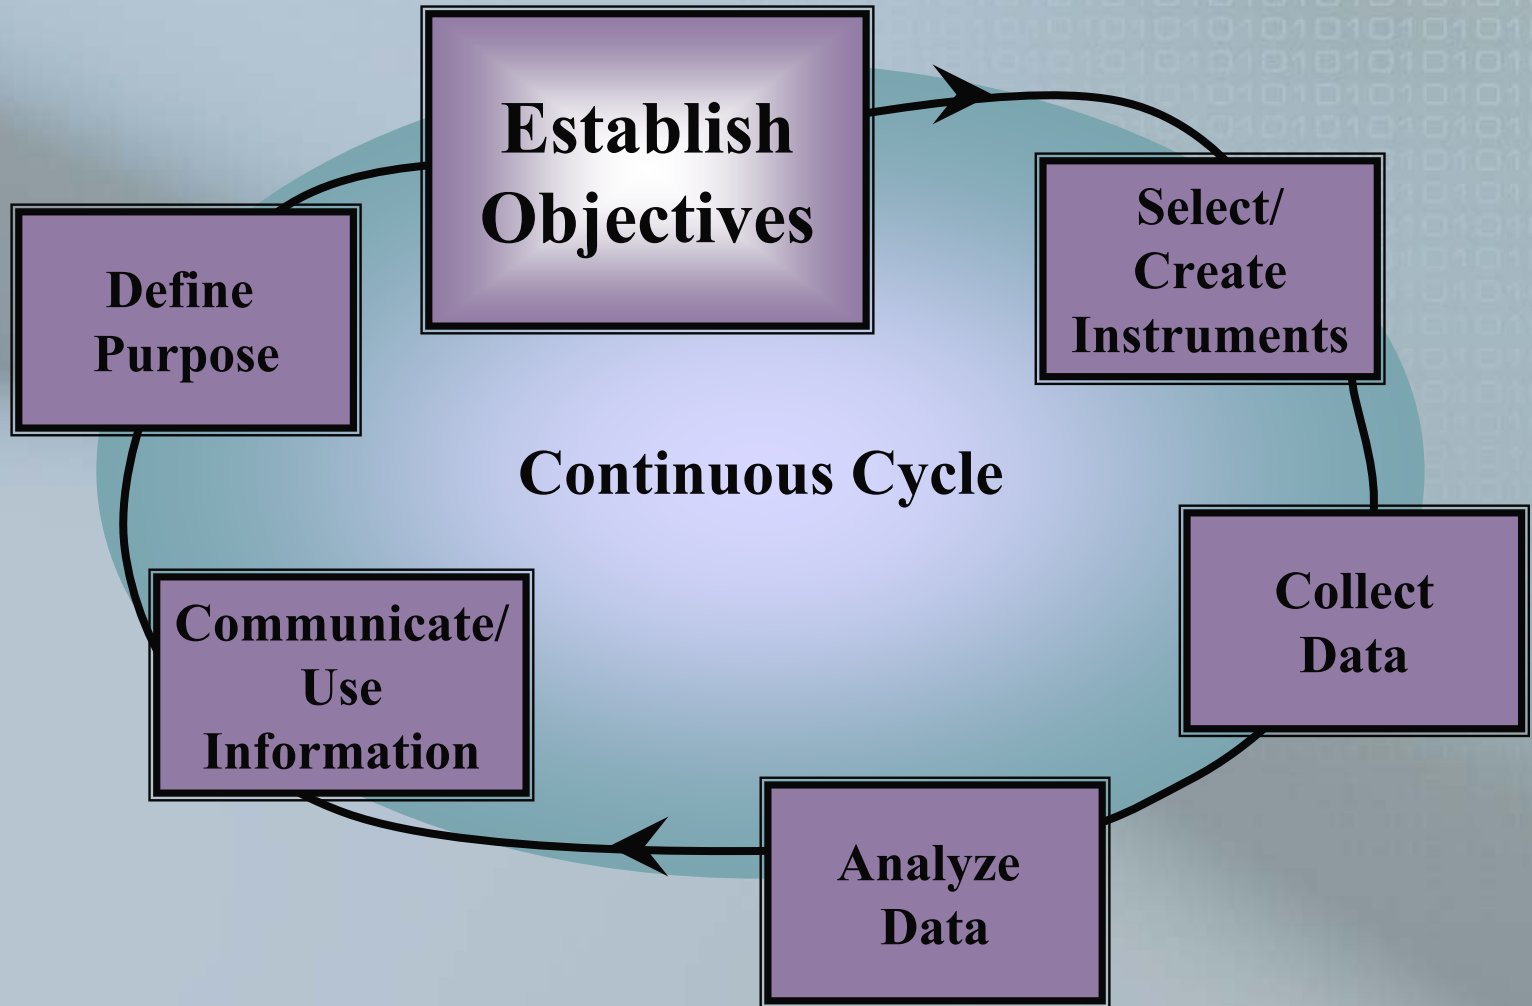 Establish
Objectives
Select/
Create
Instruments
Define
Purpose
Continuous Cycle
Collect
Data
Communicate/
Use
Information
Analyze
Data